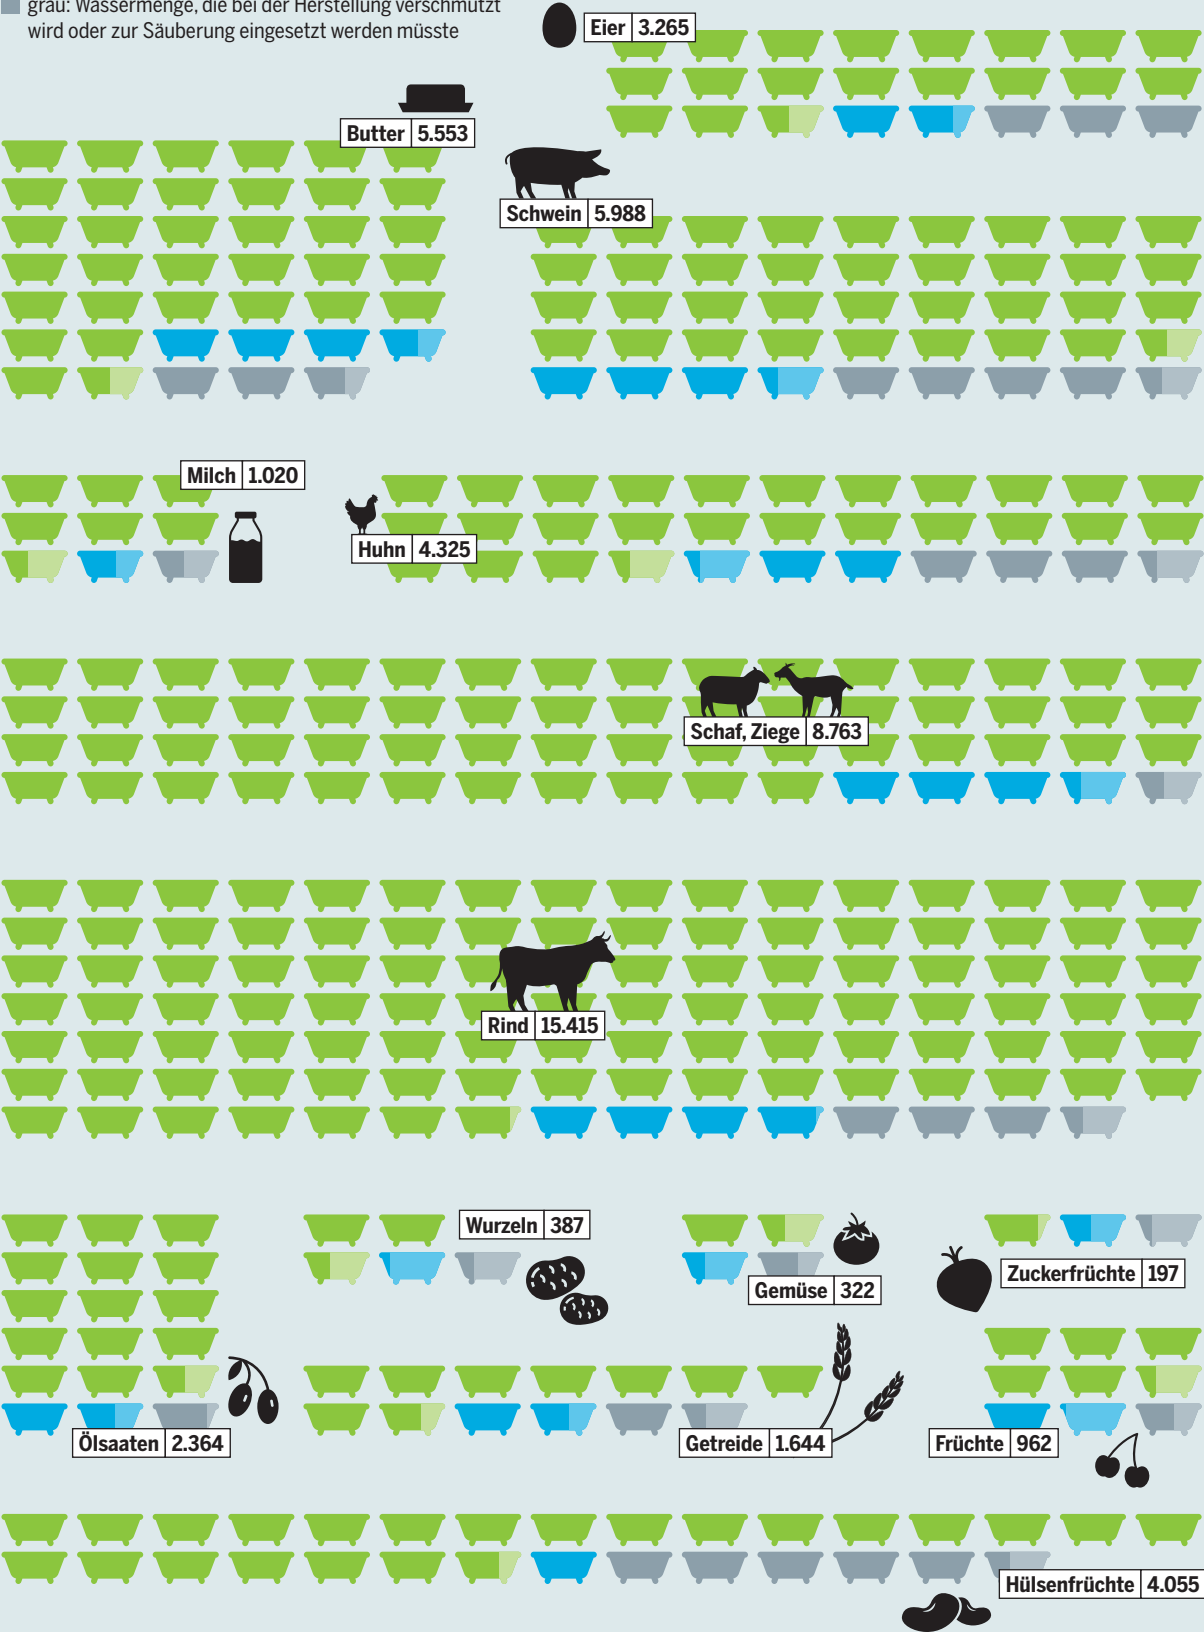 grau: Wassermenge, die bei der Herstellung verschmutzt
wird oder zur Säuberung eingesetzt werden müsste
Eier 3.265
Butter 5.553
Schwein 5.988
Milch 1.020
Huhn 4.325
Schaf, Ziege 8.763
Rind 15.415
Wurzeln 387
Gemüse 322
Zuckerfrüchte 197
Ölsaaten 2.364
Getreide 1.644
Früchte 962
Hülsenfrüchte 4.055